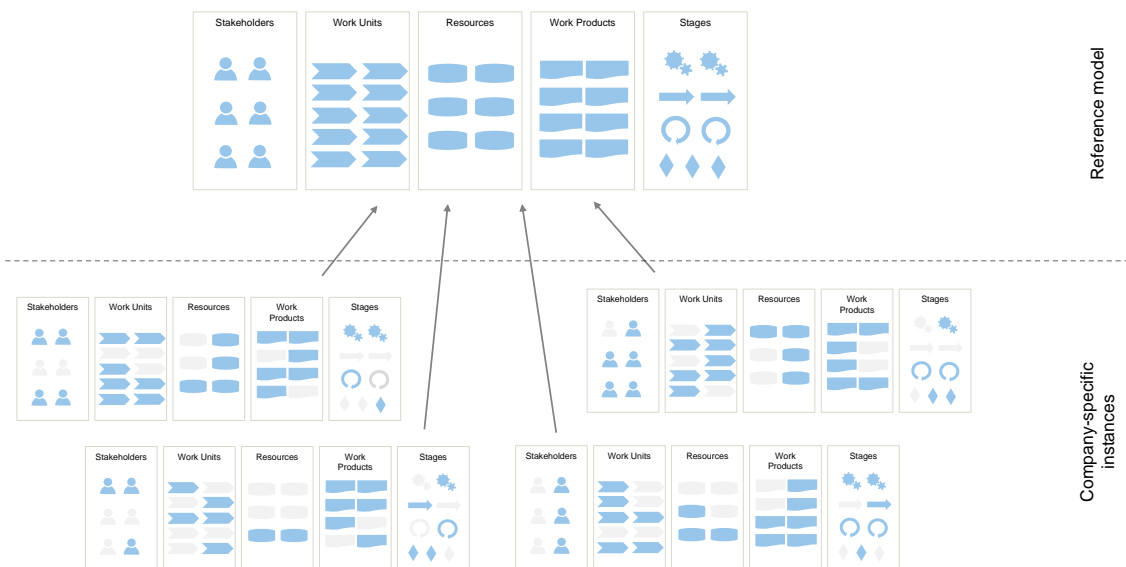 Stakeholders
Work Units
Resources
Work Products
Stages
Reference model
Stakeholders
Work Units
Resources
Work
Products
Stages
Stakeholders
Work Units
Resources
Work
Products
Stages
Company-specific
instances
Stakeholders
Work Units
Resources
Work
Products
Stages
Stakeholders
Work Units
Resources
Work
Products
Stages